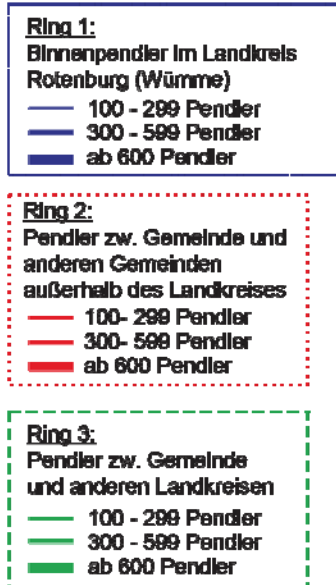 Ring 1:
Binnenpendler im Landkreis
Rotenburg (Wümme)
100 - 299 Pendler
300 - 599 Pendler
ab 600 Pendler
Ring 2:
Pendler zw. Gemeinde und
anderen Gemeinden
außerhalb des Landkreises
100- 299 Pendler
300- 599 Pendler
ab 600 Pendler
Ring 3:
Pendler zw. Gemeinde
und anderen Landkreisen
100 - 299 Pendler
300 - 599 Pendler
ab 600 Pendler